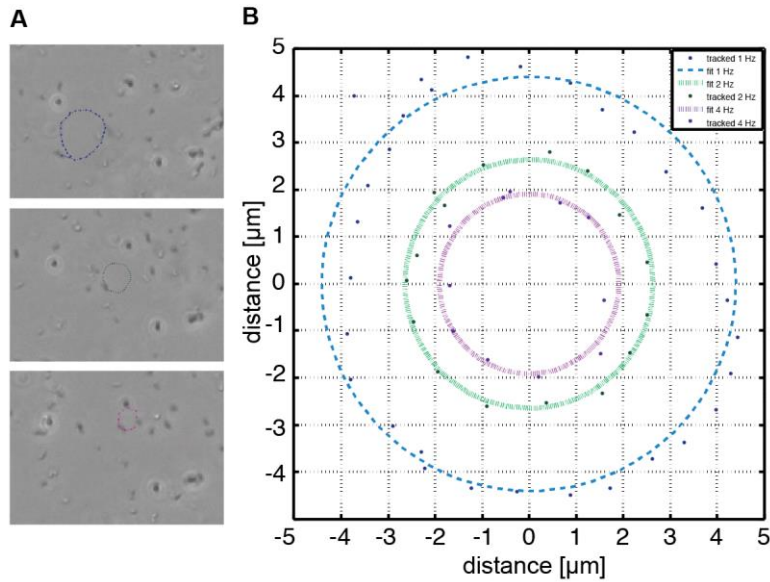 A
B
5
4
3
2
1
0
-1
-2
-3
-4
-5
-4
-3
-2
-1
0
1
2
3
4
5
distance [µm]
distance [µm]
tracked 1 Hz
fit 1 Hz
fit 2 Hz
tracked 2 Hz
fit 4 Hz
tracked 4 Hz